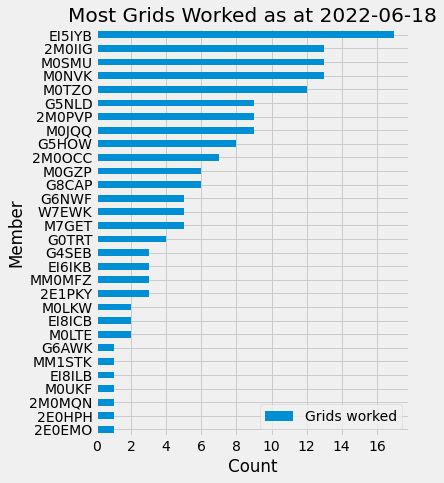 Most Grids Worked as at 2022-06-18
EI5IYB
2M0IIG
M0SMU
M0NVK
M0TZO
G5NLD
2M0PVP
M0JQQ
G5HOW
2M0OCC
M0GZP
G8CAP
G6NWF
W7EWK
M7GET
G0TRT
G4SEB
EI6IKB
MM0MFZ
2E1PKY
M0LKW
EI8ICB
M0LTE
G6AWK
MM1STK
EI8ILB
M0UKF
2M0MQN
2E0HPH
2E0EMO
Member
0 2 4 6 8 10 12 14 16
Count
Grids worked